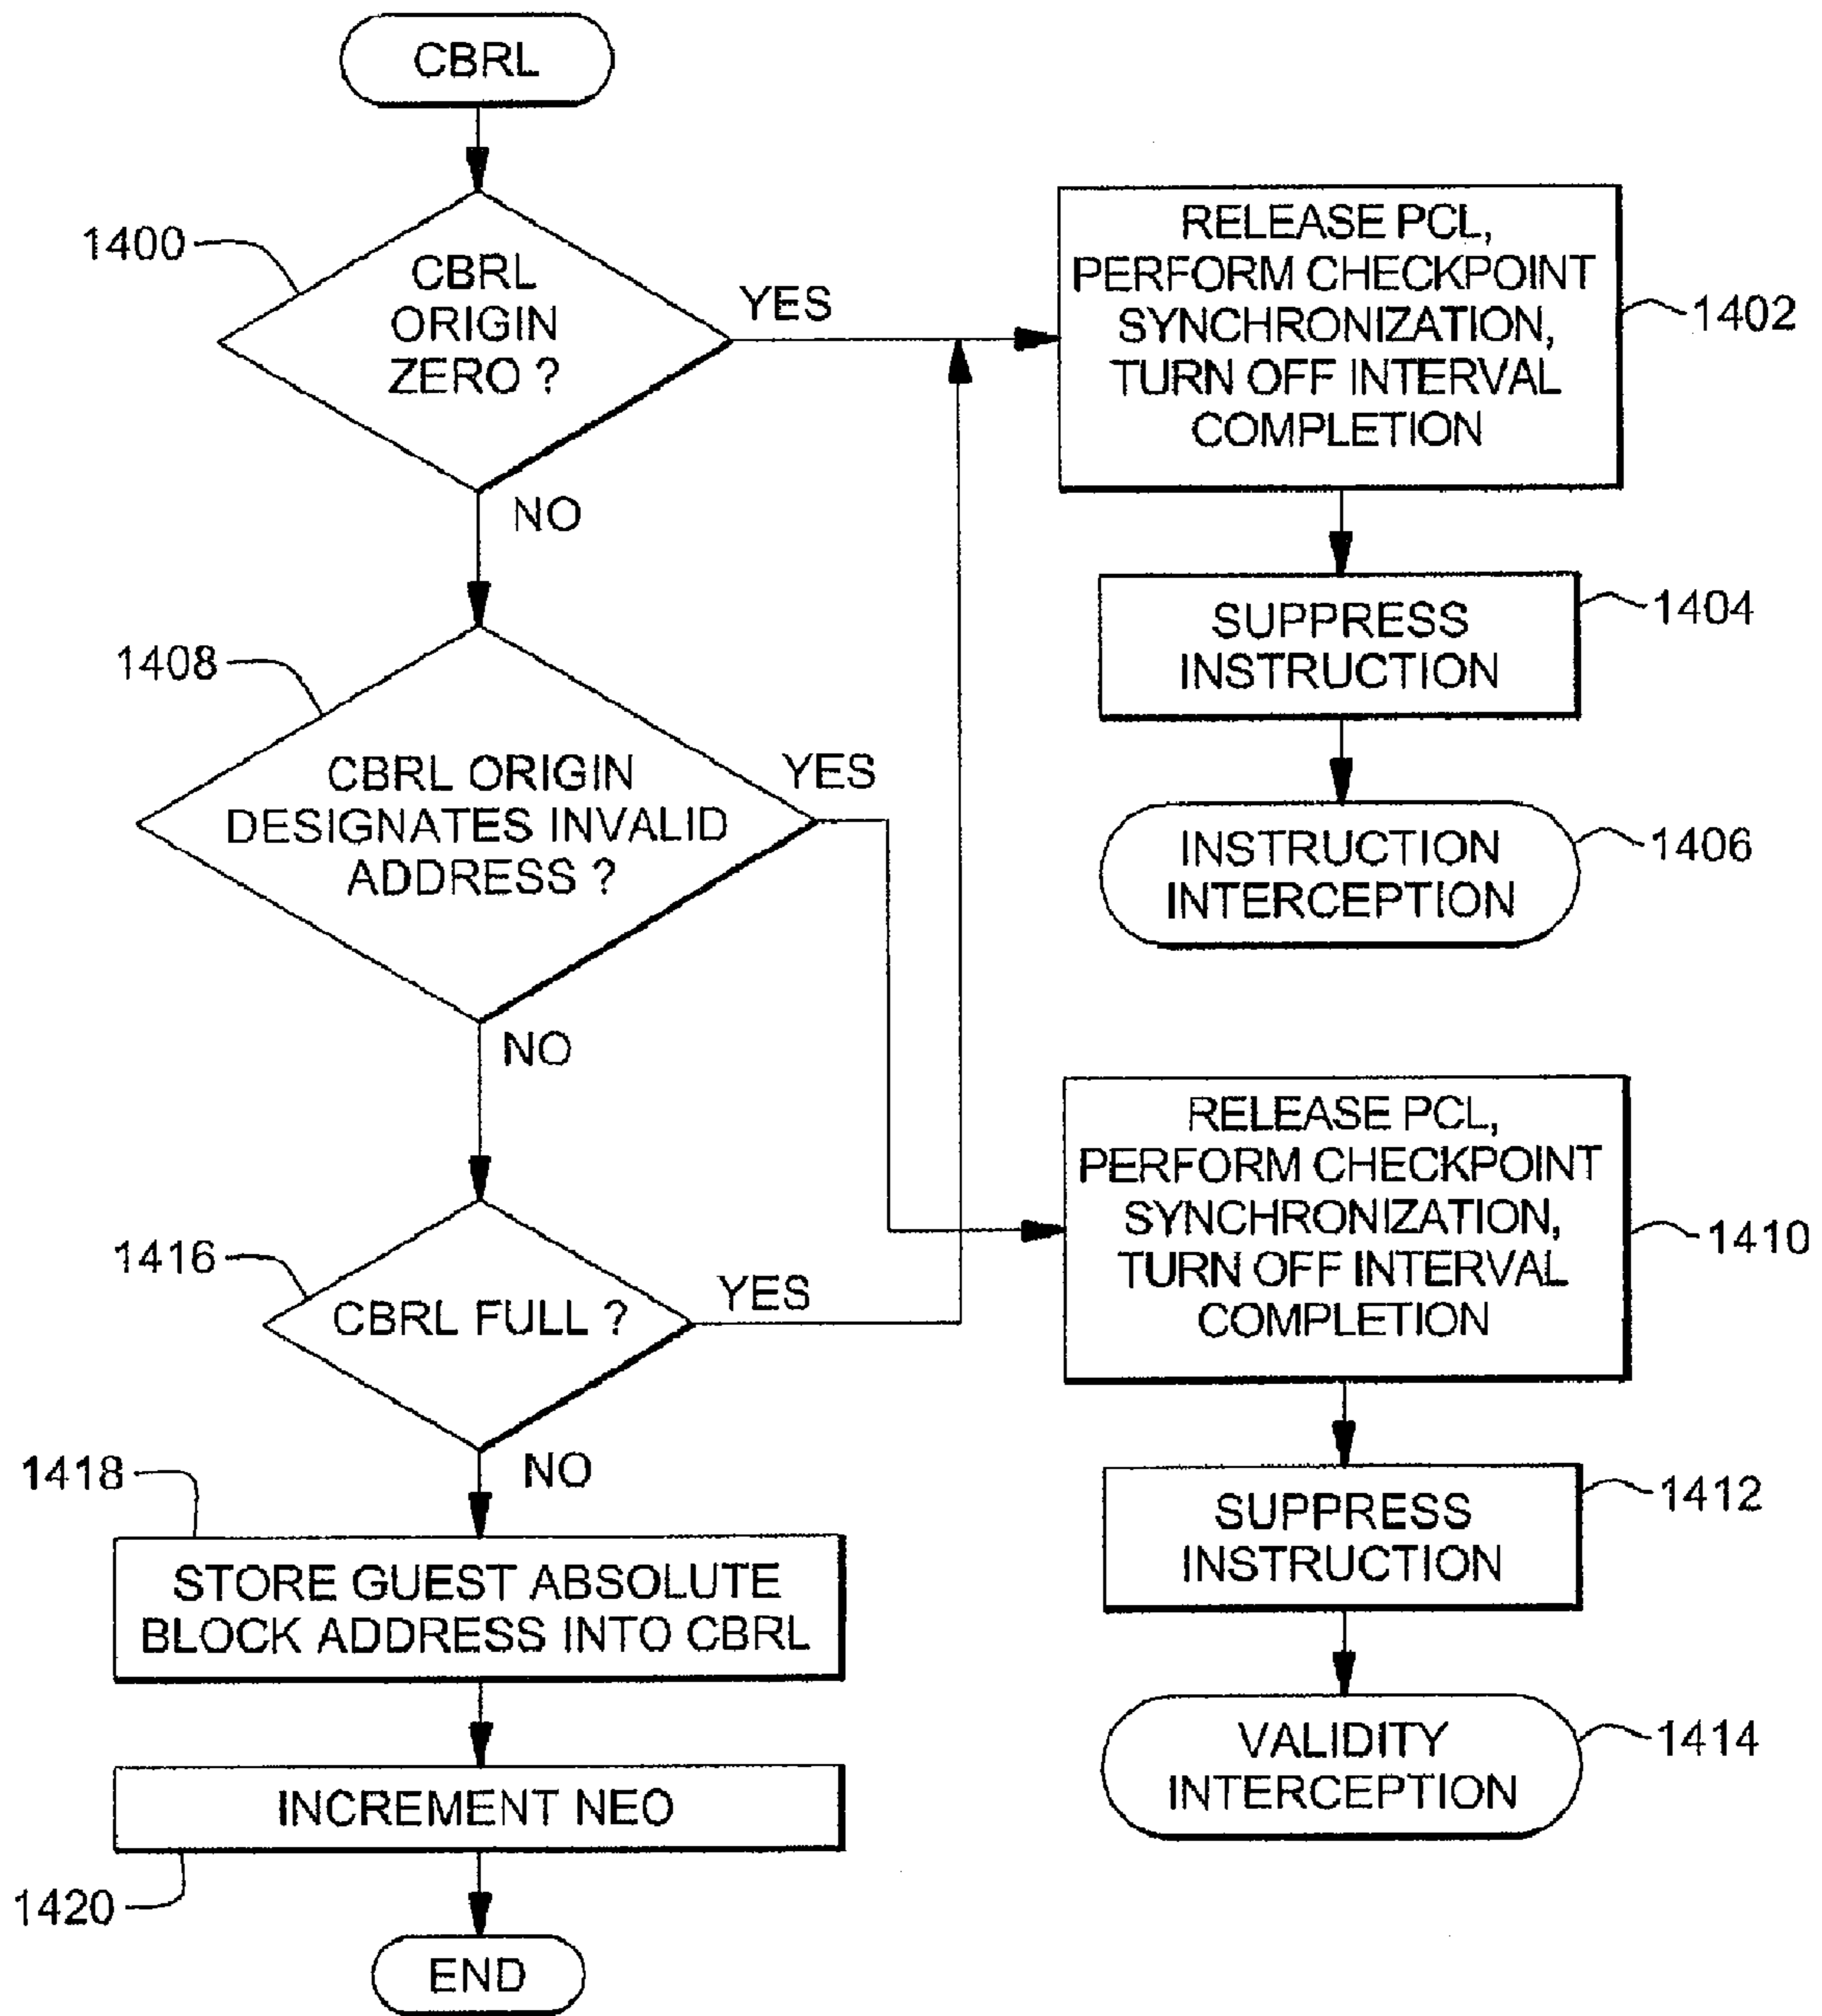 CBRL
1400
CBRL
ORIGIN
ZERO ?
YES
NO
RELEASE PCL,
PERFORM CHECKPOINT
SYNCHRONIZATION,
TURN OFF INTERVAL
COMPLETION
1402
SUPPRESS
INSTRUCTION
1404
INSTRUCTION
INTERCEPTION
1406
1408
CBRL ORIGIN
DESIGNATES INVALID
ADDRESS ?
YES
NO
RELEASE PCL,
PERFORM CHECKPOINT
SYNCHRONIZATION,
TURN OFF INTERVAL
COMPLETION
1410
SUPPRESS
INSTRUCTION
1412
VALIDITY
INTERCEPTION
1414
1416
CBRL FULL ?
YES
NO
1418
STORE GUEST ABSOLUTE
BLOCK ADDRESS INTO CBRL
INCREMENT NEO
1420
END